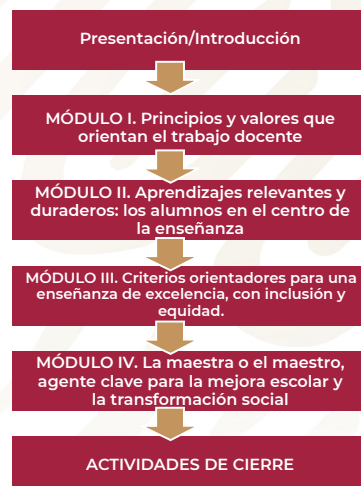 Presentación/Introducción
MÓDULO I. Principios y valores que
orientan el trabajo docente
MÓDULO II. Aprendizajes relevantes y
duraderos: los alumnos en el centro de
la enseñanza
MÓDULO III. Criterios orientadores para una
enseñanza de excelencia, con inclusión y
equidad.
MÓDULO IV. La maestra o el maestro,
agente clave para la mejora escolar y
la transformación social
ACTIVIDADES DE CIERRE